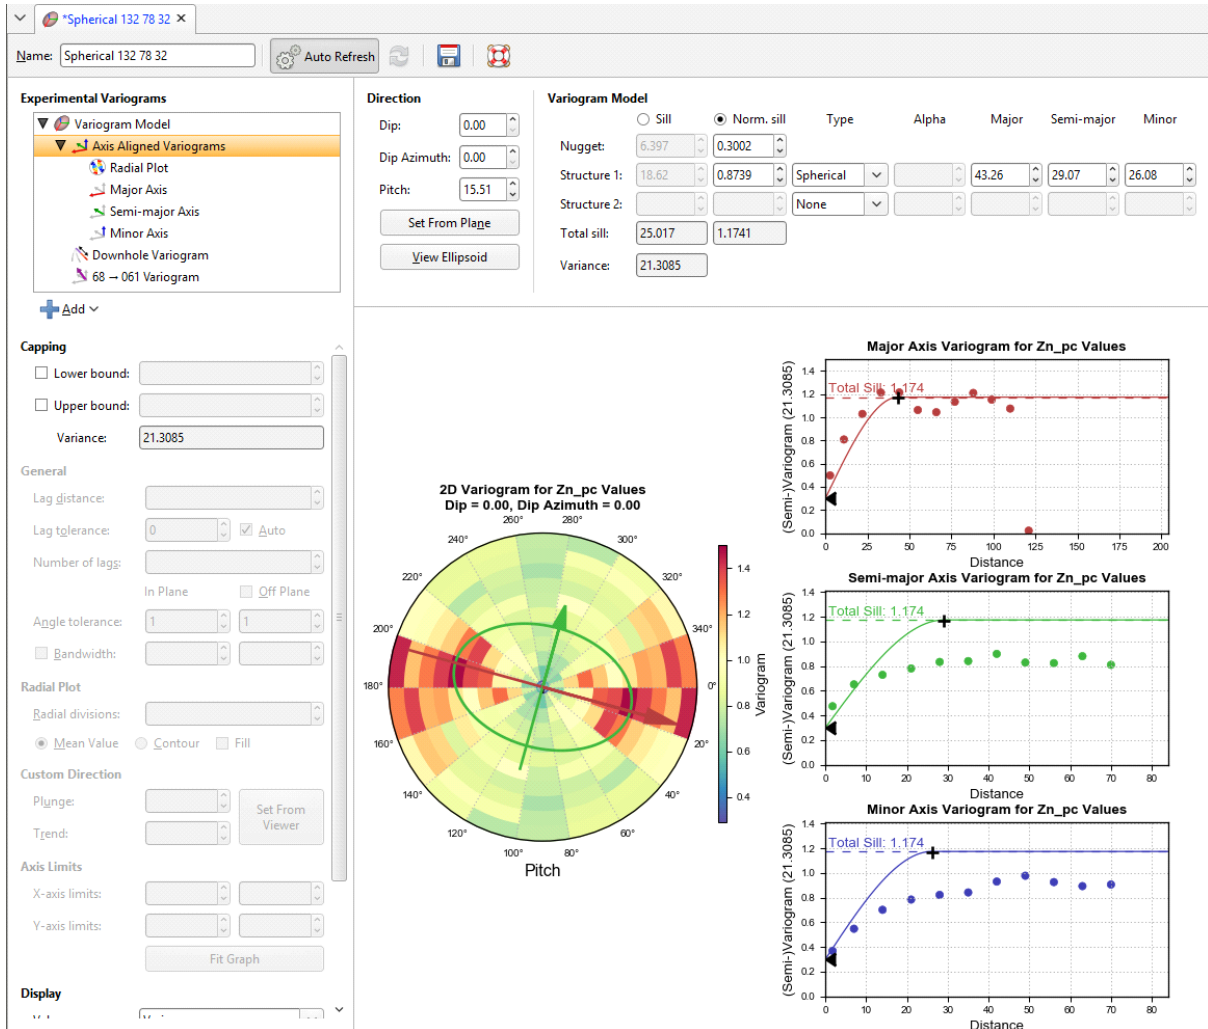 *Spherical 132 78 32
Name: Spherical 132 78 32 Auto Refresh
Experimental Variograms
Variogram Model
Axis Aligned Variograms
Radial Plot
Major Axis
Semi-major Axis
Minor Axis
Downhole Variogram
68 → 061 Variogram
Add
Capping
Lower bound:
Upper bound:
Variance: 21.3085
General
Lag distance:
Lag tolerance: 0 Auto
Number of lags:
In Plane Off Plane
Angle tolerance: 1 1
Bandwidth:
Radial Plot
Radial divisions:
Mean Value Contour Fill
Custom Direction
Plunge:
Trend:
Set From
Viewer
Axis Limits
X-axis limits:
Y-axis limits:
Fit Graph
Display
Direction
Dip: 0.00
Dip Azimuth: 0.00
Pitch: 15.51
Set From Plane
View Ellipsoid
Variogram Model
Sill Norm. sill Type Alpha Major Semi-major Minor
Nugget: 6.397 0.3002
Structure 1: 18.62 0.8739 Spherical 43.26 29.07 26.08
Structure 2: None
Total sill: 25.017 1.1741
Variance: 21.3085
2D Variogram for Zn_pc Values
Dip = 0.00, Dip Azimuth = 0.00
260° 280°
240° 300°
220° 320°
200° 340°
180° 0°
160° 20°
140° 40°
120° 60°
100° 80°
Pitch
1.4
1.2
1.0
0.8
0.6
0.4
Variogram
Major Axis Variogram for Zn_pc Values
(Semi-)Variogram (21.3085)
1.4
1.2
1.0
0.8
0.6
0.4
0.2
0.0
Total Sill: 1.174
0 25 50 75 100 125 150 175 200
Distance
Semi-major Axis Variogram for Zn_pc Values
(Semi-)Variogram (21.3085)
1.4
1.2
1.0
0.8
0.6
0.4
0.2
0.0
Total Sill: 1.174
0 10 20 30 40 50 60 70 80
Distance
Minor Axis Variogram for Zn_pc Values
(Semi-)Variogram (21.3085)
1.4
1.2
1.0
0.8
0.6
0.4
0.2
0.0
Total Sill: 1.174
0 10 20 30 40 50 60 70 80
Distance